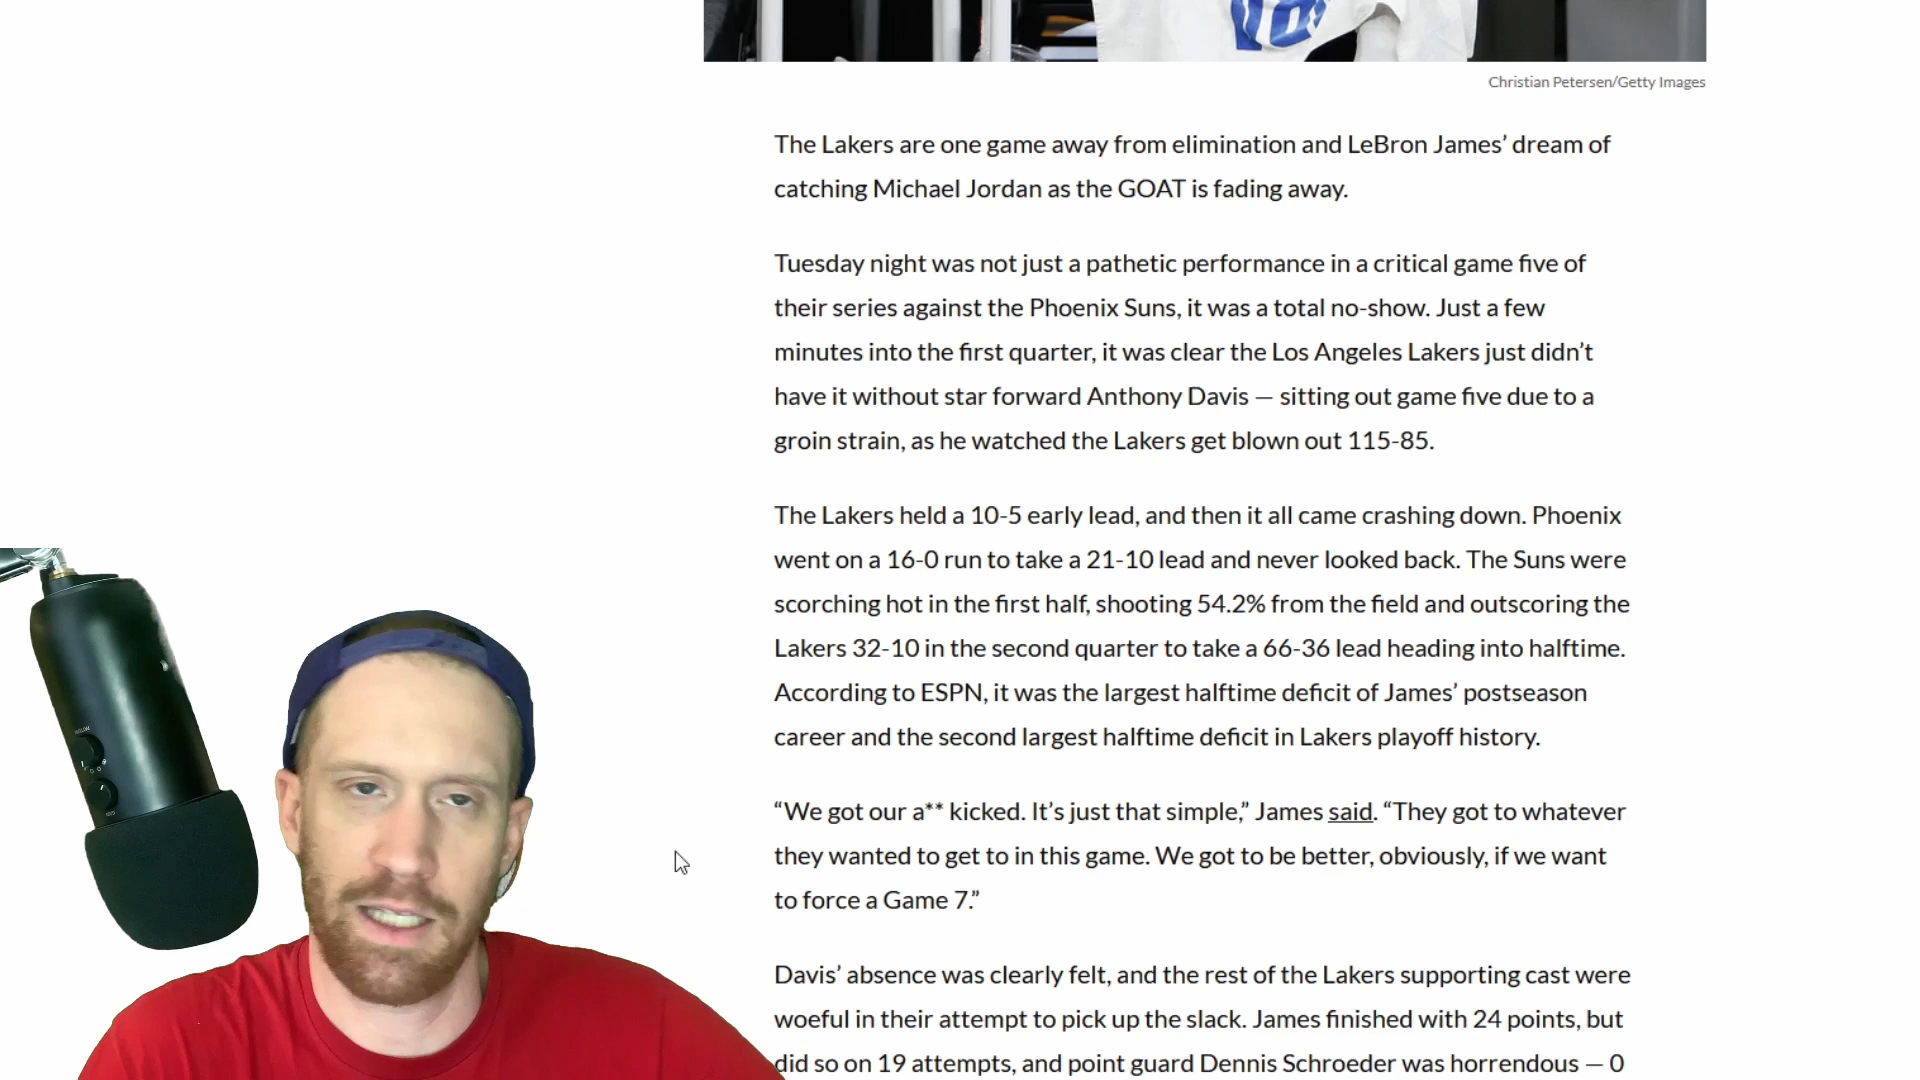 Christian Petersen/Getty Images
The Lakers are one game away from elimination and LeBron James’ dream of
catching Michael Jordan as the GOAT is fading away.
Tuesday night was not just a pathetic performance in a critical game five of
their series against the Phoenix Suns, it was a total no-show. Just a few
minutes into the first quarter, it was clear the Los Angeles Lakers just didn’t
have it without star forward Anthony Davis — sitting out game five due to a
groin strain, as he watched the Lakers get blown out 115-85.
The Lakers held a 10-5 early lead, and then it all came crashing down. Phoenix
went on a 16-0 run to take a 21-10 lead and never looked back. The Suns were
scorching hot in the first half, shooting 54.2% from the field and outscoring the
Lakers 32-10 in the second quarter to take a 66-36 lead heading into halftime.
According to ESPN, it was the largest halftime deficit of James’ postseason
career and the second largest halftime deficit in Lakers playoff history.
“We got our a** kicked. It’s just that simple,” James said. “They got to whatever
they wanted to get to in this game. We got to be better, obviously, if we want
to force a Game 7.”
Davis’ absence was clearly felt, and the rest of the Lakers supporting cast were
woeful in their attempt to pick up the slack. James finished with 24 points, but
did so on 19 attempts, and point guard Dennis Schroeder was horrendous — 0